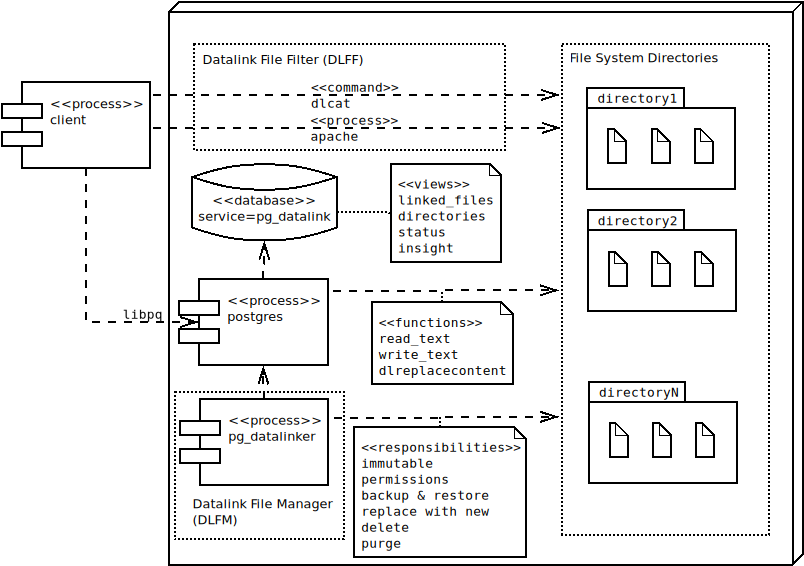 Datalink File Filter (DLFF)
<<command>>
dlcat
<<process>>
apache
File System Directories
directory1
<<process>>
client
<<database>>
service=pg_datalink
<<views>>
linked_files
directories
status
insight
directory2
libpq
<<process>>
postgres
<<functions>>
read_text
write_text
dlreplacecontent
directoryN
<<process>>
pg_datalinker
Datalink File Manager
(DLFM)
<<responsibilities>>
immutable
permissions
backup & restore
replace with new
delete
purge